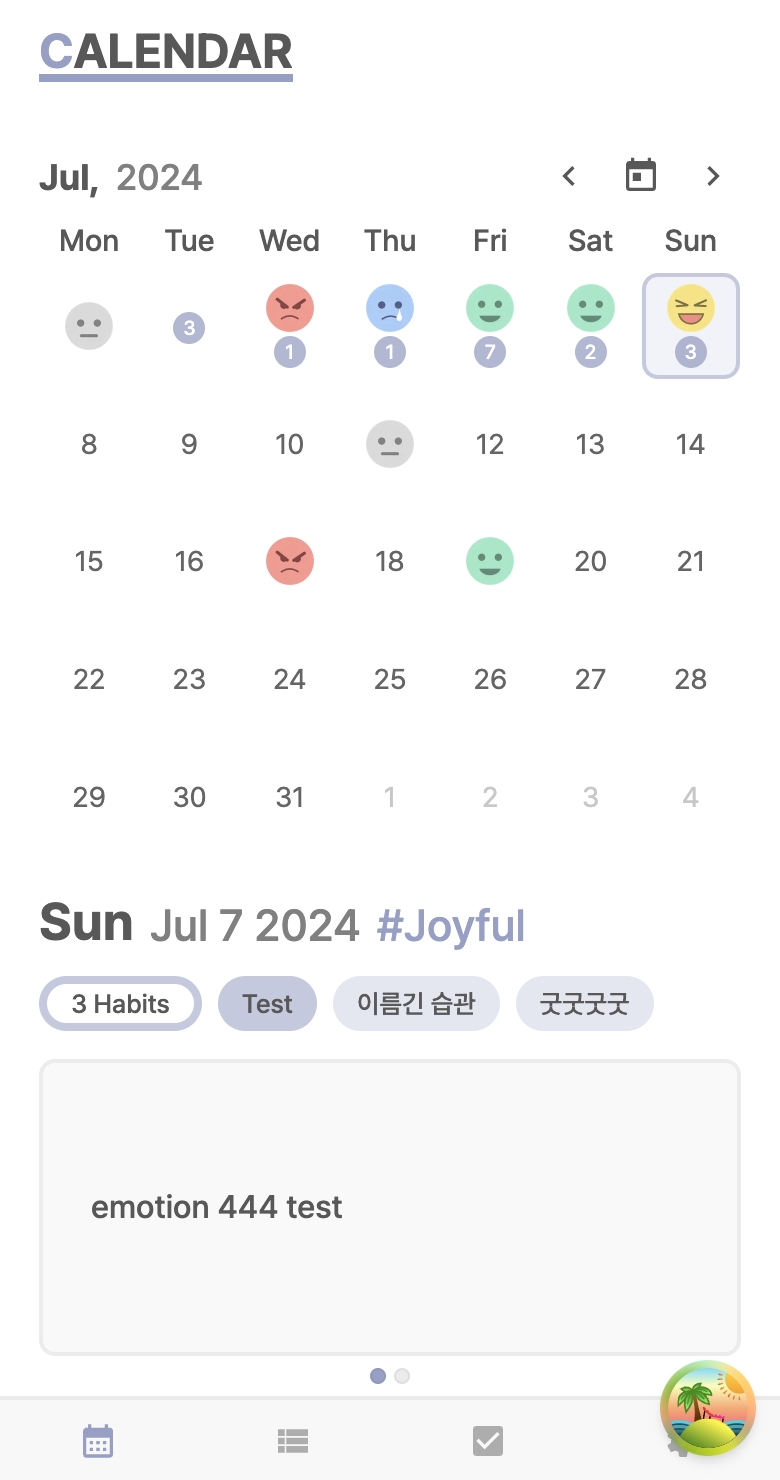 CALENDAR
Jul, 2024
Mon Tue Wed Thu Fri Sat Sun
3 1 1 7 2 3
8 9 10 12 13 14
15 16 18 20 21
22 23 24 25 26 27 28
29 30 31 1 2 3 4
Sun Jul 7 2024 #Joyful
3 Habits Test 이름긴 습관 굿굿굿굿
emotion 444 test